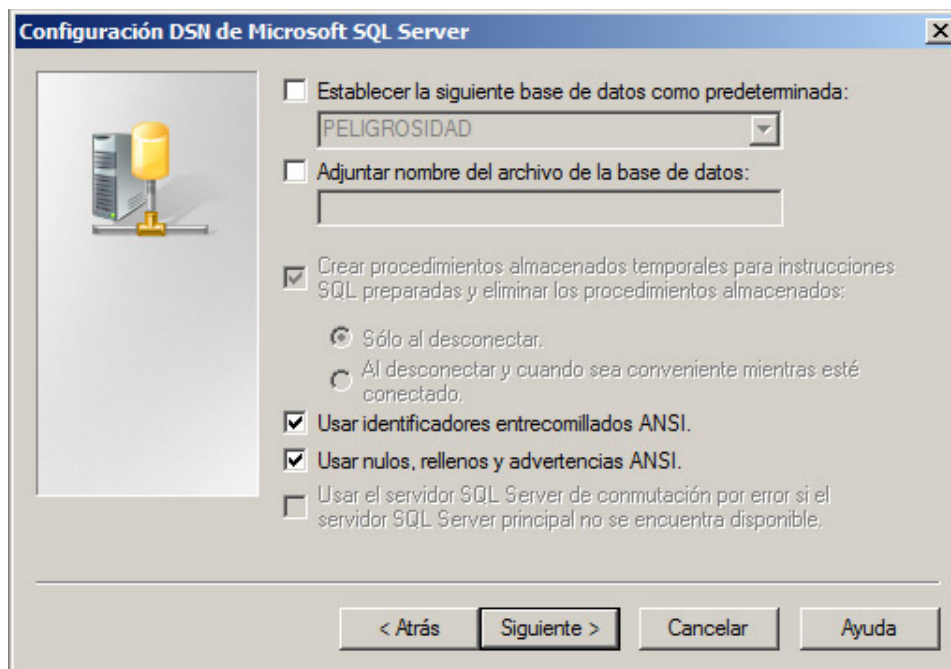 Configuración DSN de Microsoft SQL Server
Establecer la siguiente base de datos como predeterminada:
PELIGROSIDAD
Adjuntar nombre del archivo de la base de datos:
Crear procedimientos almacenados temporales para instrucciones
SQL preparadas y eliminar los procedimientos almacenados:
Sólo al desconectar.
Al desconectar y cuando sea conveniente mientras esté
conectado.
Usar identificadores entrecomillados ANSI.
Usar nulos, rellenos y advertencias ANSI.
Usar el servidor SQL Server de conmutación por error si el
servidor SQL Server principal no se encuentra disponible.
< Atrás
Siguiente >
Cancelar
Ayuda